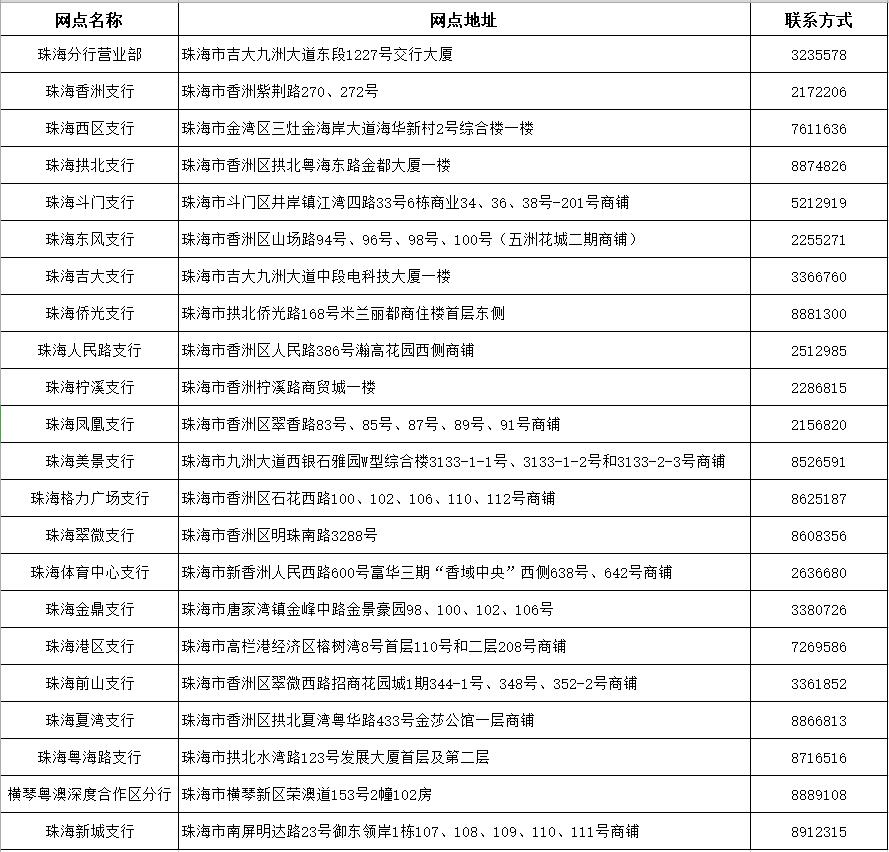 网点名称 网点地址 联系方式
珠海分行营业部 珠海市吉大九洲大道东段1227号交行大厦 3235578
珠海香洲支行 珠海市香洲紫荆路270、272号 2172206
珠海西区支行 珠海市金湾区三灶金海岸大道海华新村2号综合楼一楼 7611636
珠海拱北支行 珠海市香洲区拱北粤海东路金都大厦一楼 8874826
珠海斗门支行 珠海市斗门区井岸镇江湾四路33号6栋商业34、36、38号-201号商铺 5212919
珠海东风支行 珠海市香洲区山场路94号、96号、98号、100号（五洲花城二期商铺） 2255271
珠海吉大支行 珠海市吉大九洲大道中段电科技大厦一楼 3366760
珠海侨光支行 珠海市拱北侨光路168号米兰丽都商住楼首层东侧 8881300
珠海人民路支行 珠海市香洲区人民路386号瀚高花园西侧商铺 2512985
珠海柠溪支行 珠海市香洲柠溪路商贸城一楼 2286815
珠海凤凰支行 珠海市香洲区翠香路83号、85号、87号、89号、91号商铺 2156820
珠海美景支行 珠海市九洲大道西银石雅园W型综合楼3133-1-1号、3133-1-2号和3133-2-3号商铺 8526591
珠海格力广场支行 珠海市香洲区石花西路100、102、106、110、112号商铺 8625187
珠海翠微支行 珠海市香洲区明珠南路3288号 8608356
珠海体育中心支行 珠海市新香洲人民西路600号富华三期“香域中央”西侧638号、642号商铺 2636680
珠海金鼎支行 珠海市唐家湾镇金峰中路金景豪园98、100、102、106号 3380726
珠海港区支行 珠海市高栏港经济区榕树湾8号首层110号和二层208号商铺 7269586
珠海前山支行 珠海市香洲区翠微西路招商花园城1期344-1号、348号、352-2号商铺 3361852
珠海夏湾支行 珠海市香洲区拱北夏湾粤华路433号金莎公馆一层商铺 8866813
珠海粤海路支行 珠海市拱北水湾路123号发展大厦首层及第二层 8716516
横琴粤澳深度合作区分行 珠海市横琴新区荣澳道153号2幢102房 8889108
珠海新城支行 珠海市南屏明达路23号御东领岸1栋107、108、109、110、111号商铺 8912315